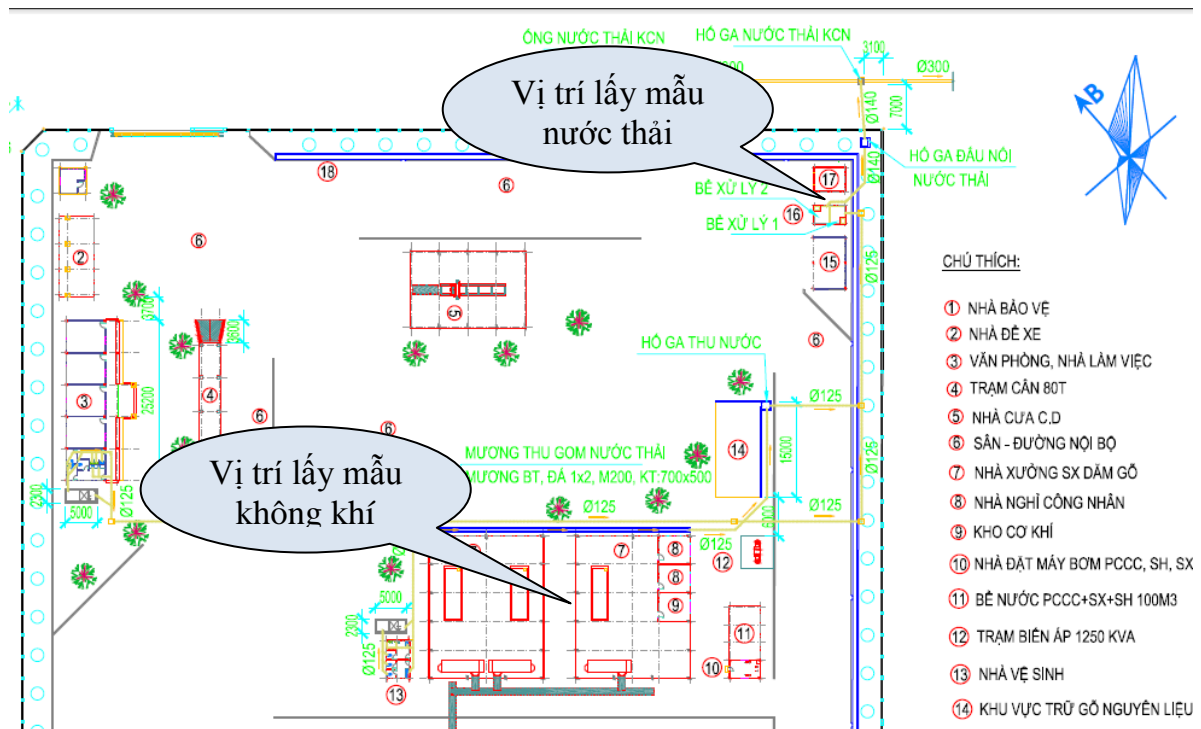 ỐNG NƯỚC THẢI KCN
HỐ GA NƯỚC THẢI KCN
3100
Ø300
Vị trí lấy mẫu
nước thải
B
Ø140
7000
HỐ GA ĐẤU NỐI
NƯỚC THẢI
Ø140
18
6
17
BỂ XỬ LÝ 2
16
BỂ XỬ LÝ 1
2
6
15
Ø125
5
3700
3600
6
HỐ GA THU NƯỚC
3
25200
4
6
6
Ø125
14
15000
Ø125
MƯƠNG THU GOM NƯỚC THẢI
MƯƠNG BT, ĐÁ 1x2, M200, KT:700x500
Vị trí lấy mẫu
không khí
2300
5000
Ø125
Ø125
Ø125
6000
Ø125
7
8
8
9
12
5000
2300
Ø125
13
11
10
CHÚ THÍCH:
1 NHÀ BẢO VỆ
2 NHÀ ĐỂ XE
3 VĂN PHÒNG, NHÀ LÀM VIỆC
4 TRẠM CÂN 80T
5 NHÀ CƯA C,D
6 SÂN - ĐƯỜNG NỘI BỘ
7 NHÀ XƯỞNG SX DĂM GỖ
8 NHÀ NGHỈ CÔNG NHÂN
9 KHO CƠ KHÍ
10 NHÀ ĐẶT MÁY BƠM PCCC, SH, SX
11 BỂ NƯỚC PCCC+SX+SH 100M3
12 TRẠM BIẾN ÁP 1250 KVA
13 NHÀ VỆ SINH
14 KHU VỰC TRỮ GỖ NGUYÊN LIỆU